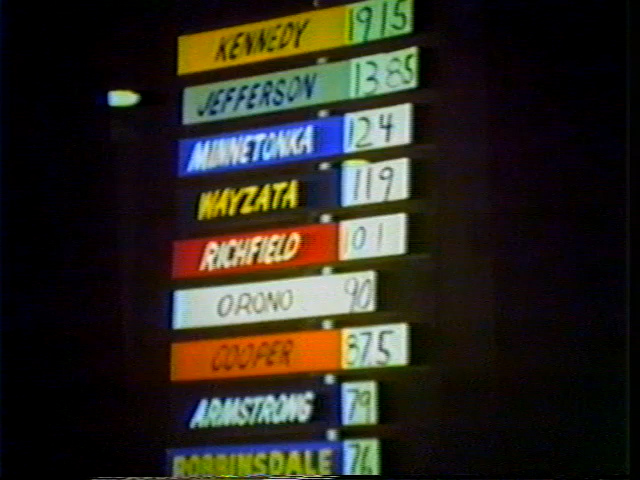 KENNEDY 191.5
JEFFERSON 138.5
MINNETONKA 124
WAYZATA 119
RICHFIELD 101
ORONO 90
COOPER 87.5
ARMSTRONG 79
ROBBINSDALE 76